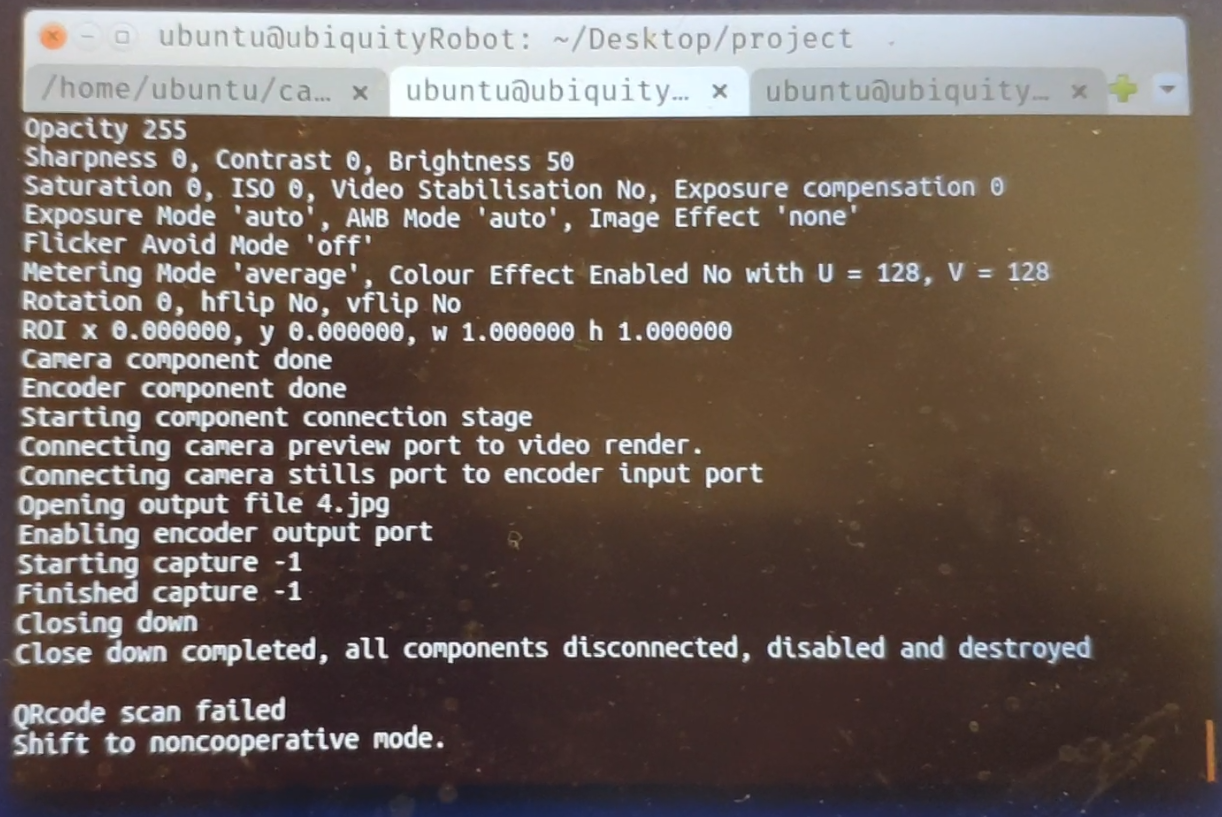 ubuntu@ubiquityRobot: ~/Desktop/project
/home/ubuntu/ca... × ubuntu@ubiquity... × ubuntu@ubiquity... ×
Opacity 255
Sharpness 0, Contrast 0, Brightness 50
Saturation 0, ISO 0, Video Stabilisation No, Exposure compensation 0
Exposure Mode 'auto', AWB Mode 'auto', Image Effect 'none'
Flicker Avoid Mode 'off'
Metering Mode 'average', Colour Effect Enabled No with U = 128, V = 128
Rotation 0, hflip No, vflip No
ROI x 0.000000, y 0.000000, w 1.000000 h 1.000000
Camera component done
Encoder component done
Starting component connection stage
Connecting camera preview port to video render.
Connecting camera stills port to encoder input port
Opening output file 4.jpg
Enabling encoder output port
Starting capture -1
Finished capture -1
Closing down
Close down completed, all components disconnected, disabled and destroyed
QRcode scan failed
Shift to noncooperative mode.